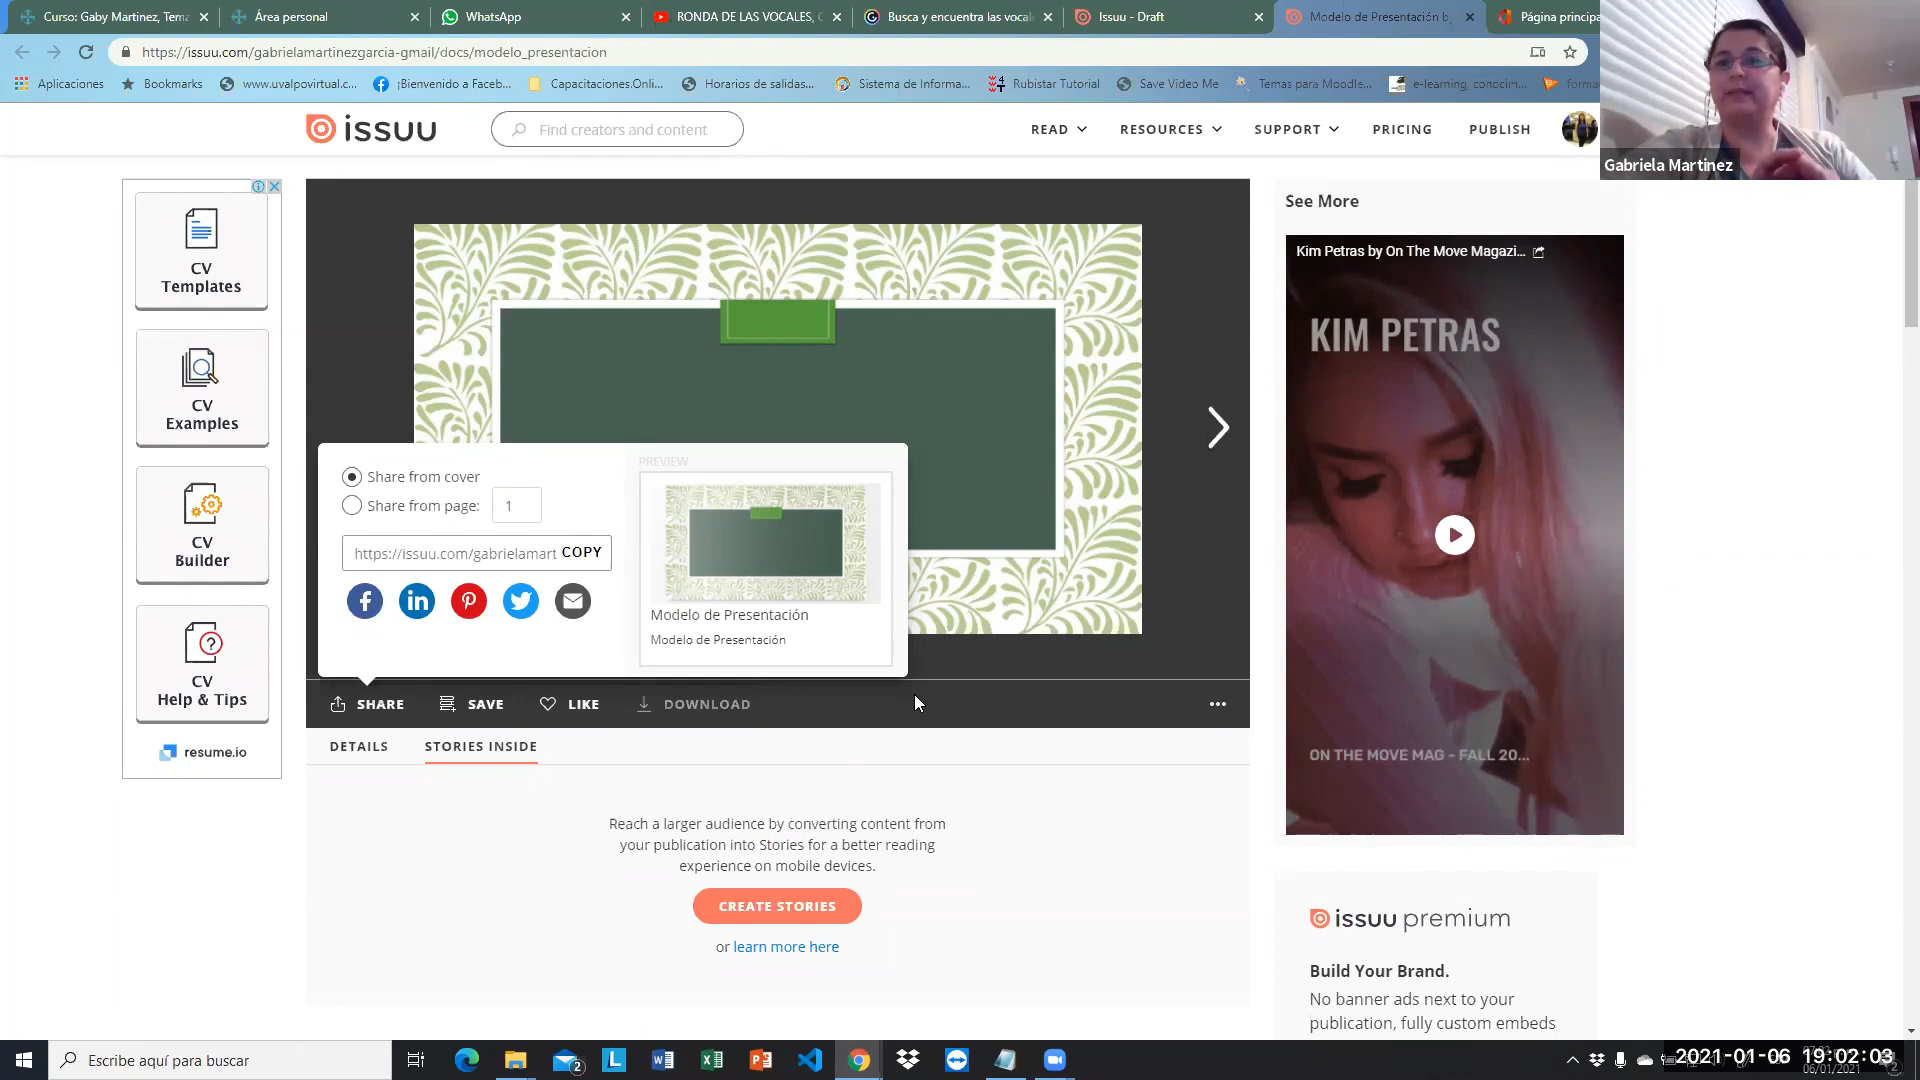 Curso: Gaby Martinez, Tema
Área personal
WhatsApp
RONDA DE LAS VOCALES,
Busca y encuentra las vocal
Issuu - Draft
Modelo de Presentación b
Página principa
https://issuu.com/gabrielamartinezgarcia-gmail/docs/modelo_presentacion
Aplicaciones
Bookmarks
www.uvalpovirtual.c...
¡Bienvenido a Faceb...
Capacitaciones.Onli...
Horarios de salidas...
Sistema de Informa...
Rubistar Tutorial
Save Video Me
Temas para Moodle...
e-learning, conocim...
forma
issuu
Find creators and content
READ
RESOURCES
SUPPORT
PRICING
PUBLISH
Gabriela Martinez
CV
Templates
CV
Examples
CV
Builder
CV
Help & Tips
resume.io
Share from cover
Share from page: 1
https://issuu.com/gabrielamart COPY
PREVIEW
Modelo de Presentación
Modelo de Presentación
SHARE
SAVE
LIKE
DOWNLOAD
DETAILS
STORIES INSIDE
Reach a larger audience by converting content from
your publication into Stories for a better reading
experience on mobile devices.
CREATE STORIES
or learn more here
See More
Kim Petras by On The Move Magazi...
KIM PETRAS
ON THE MOVE MAG - FALL 20...
issuu premium
Build Your Brand.
No banner ads next to your
publication, fully custom embeds
Escribe aquí para buscar
2
2021-01-06 19:02:03
06/01/2021